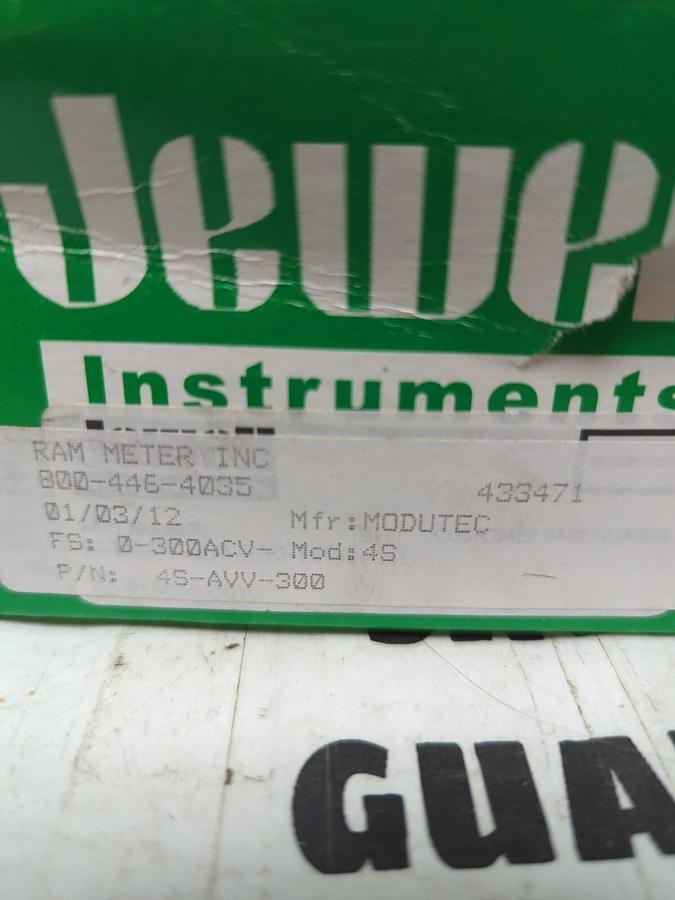 Jewe
Instruments
RAM METER INC
800-446-4035
433471
01/03/12
Mfr:MODUTEC
FS: 0-300ACV- Mod:4S
P/N: 4S-AVV-300
GUA